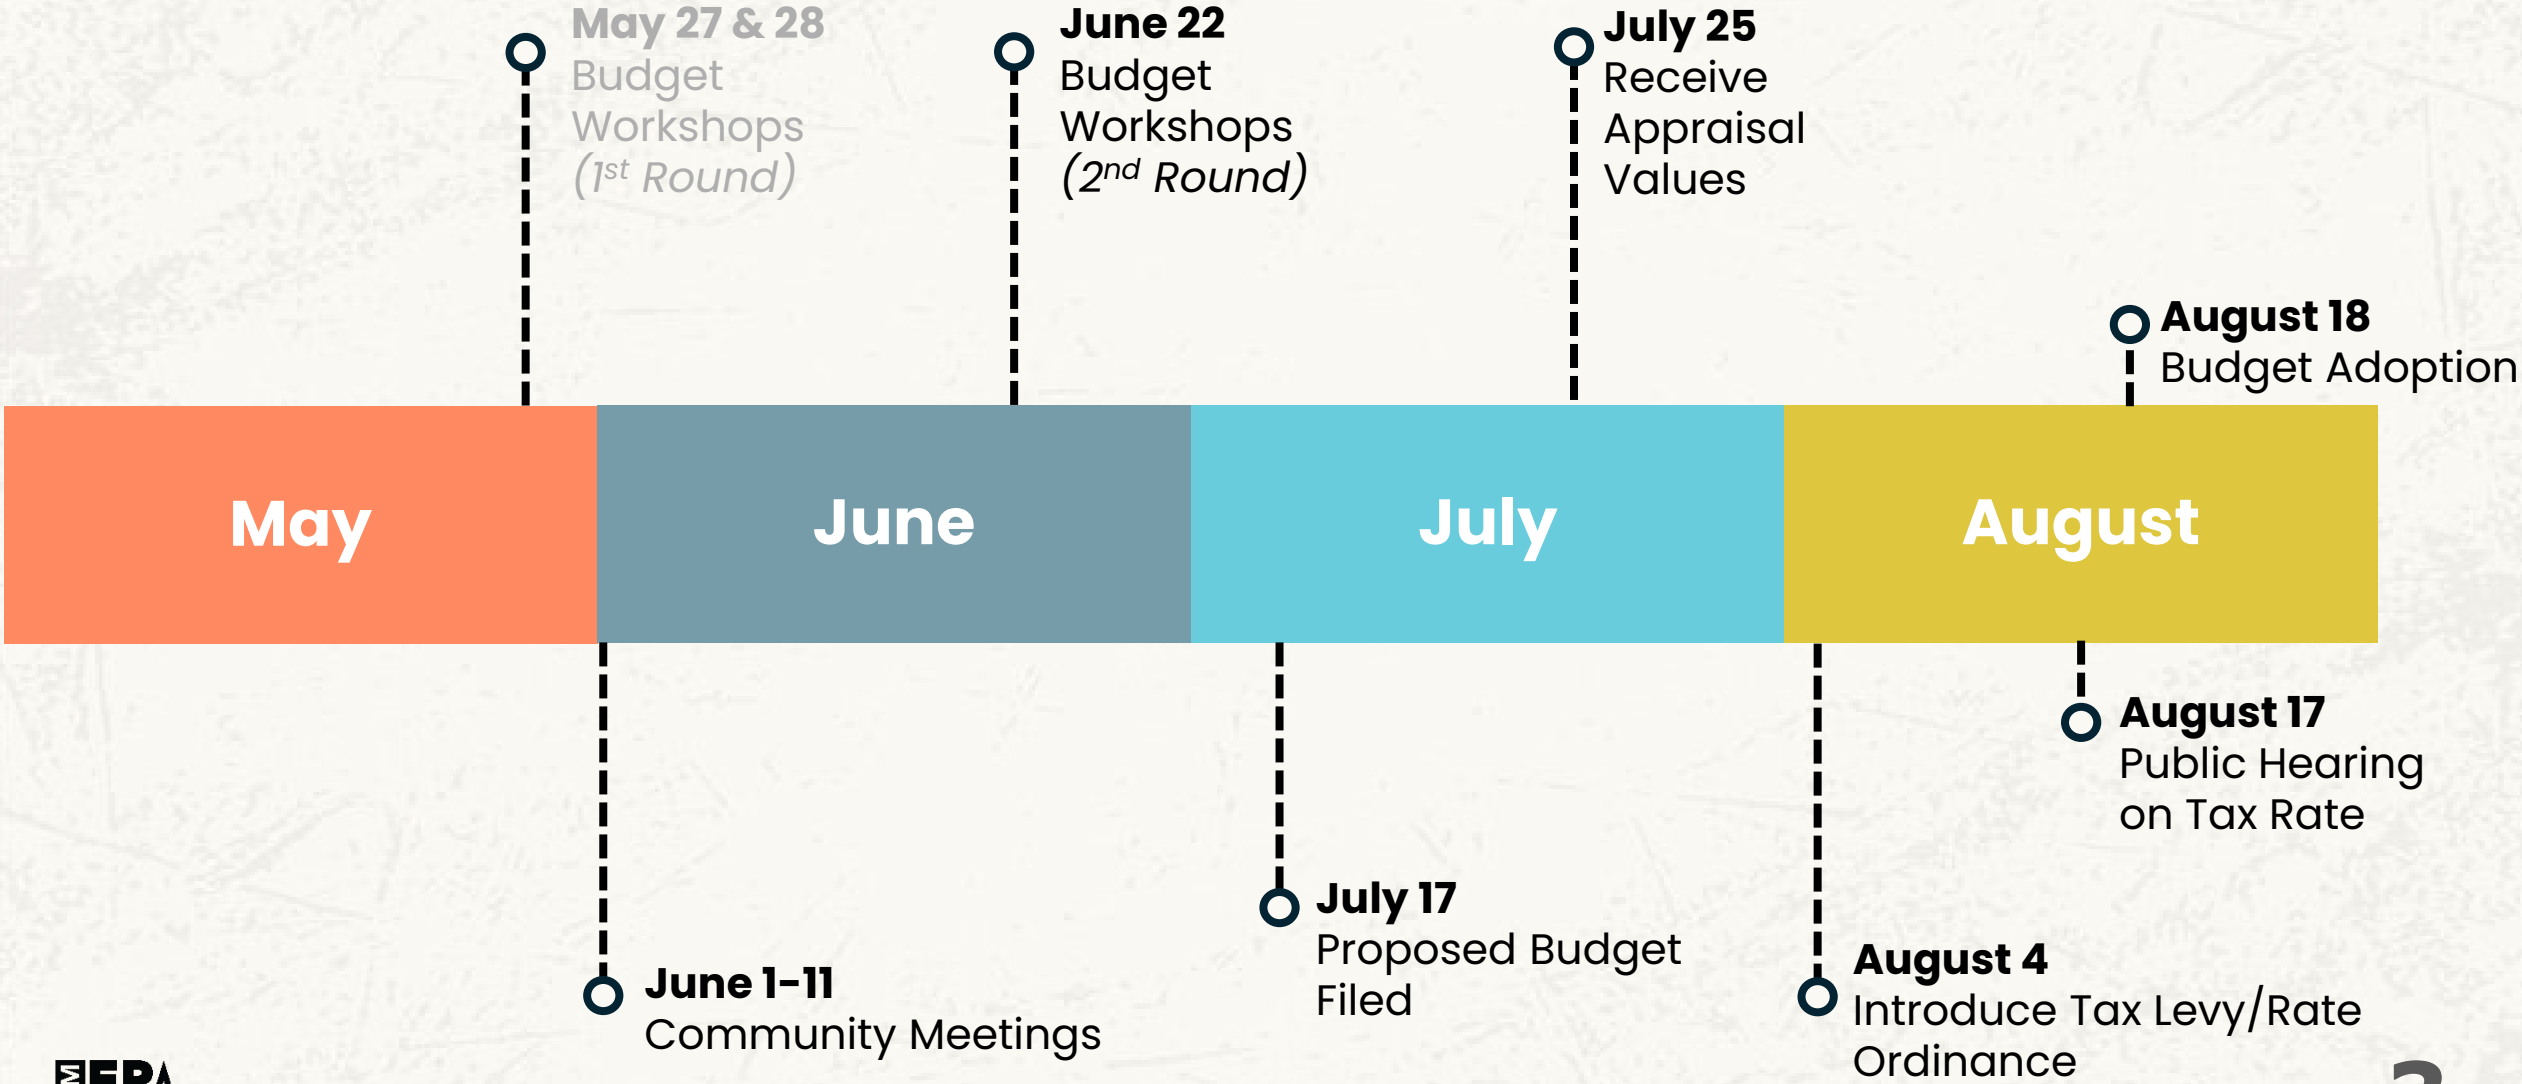 May 27 & 28
Budget
Workshops
(1st Round)
June 22
Budget
Workshops
(2nd Round)
July 25
Receive
Appraisal
Values
August 18
Budget Adoption
May
June
July
August
June 1-11
Community Meetings
July 17
Proposed Budget
Filed
August 4
Introduce Tax Levy/Rate
Ordinance
August 17
Public Hearing
on Tax Rate